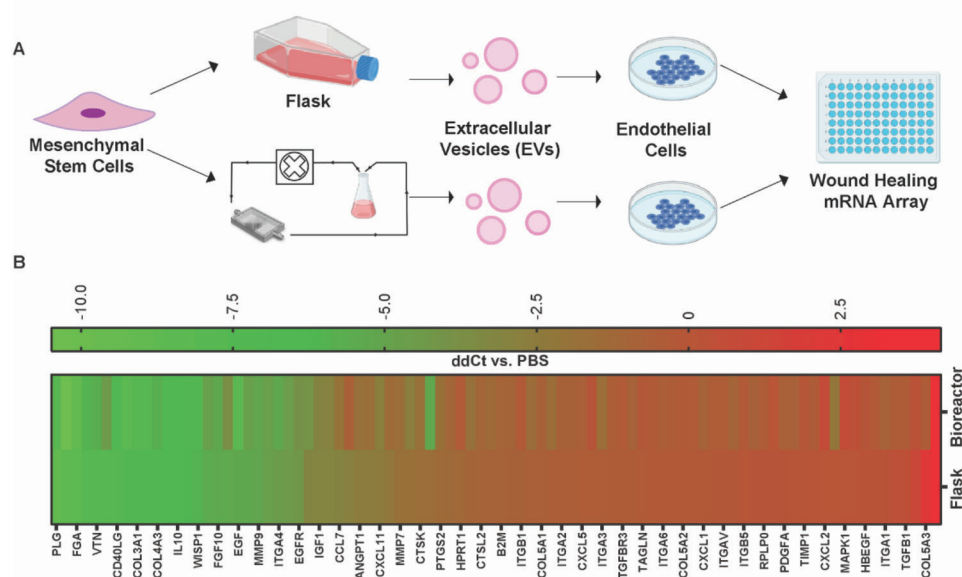 A
Mesenchymal
Stem Cells
Flask
Extracellular
Vesicles (EVs)
Endothelial
Cells
Wound Healing
mRNA Array
B
-10.0
-7.5
-5.0
-2.5
0
2.5
ddCt vs. PBS
Bioreactor
Flask
PLG
FGA
VTN
CD40LG
COL3A1
COL4A3
IL10
WISP1
FGF10
EGF
MMP9
ITGA4
EGFR
IGF1
CCL7
ANGPT1
CXCL11
MMP7
CTSK
PTGS2
HPRT1
CTSL2
B2M
ITGB1
COL5A1
ITGA2
CXCL5
ITGA3
TGFBR3
TAGLN
ITGA6
COL5A2
CXCL1
ITGAV
ITGB5
RPLP0
PDGFA
TIMP1
CXCL2
MAPK1
HBEGF
ITGA1
TGFB1
COL5A3